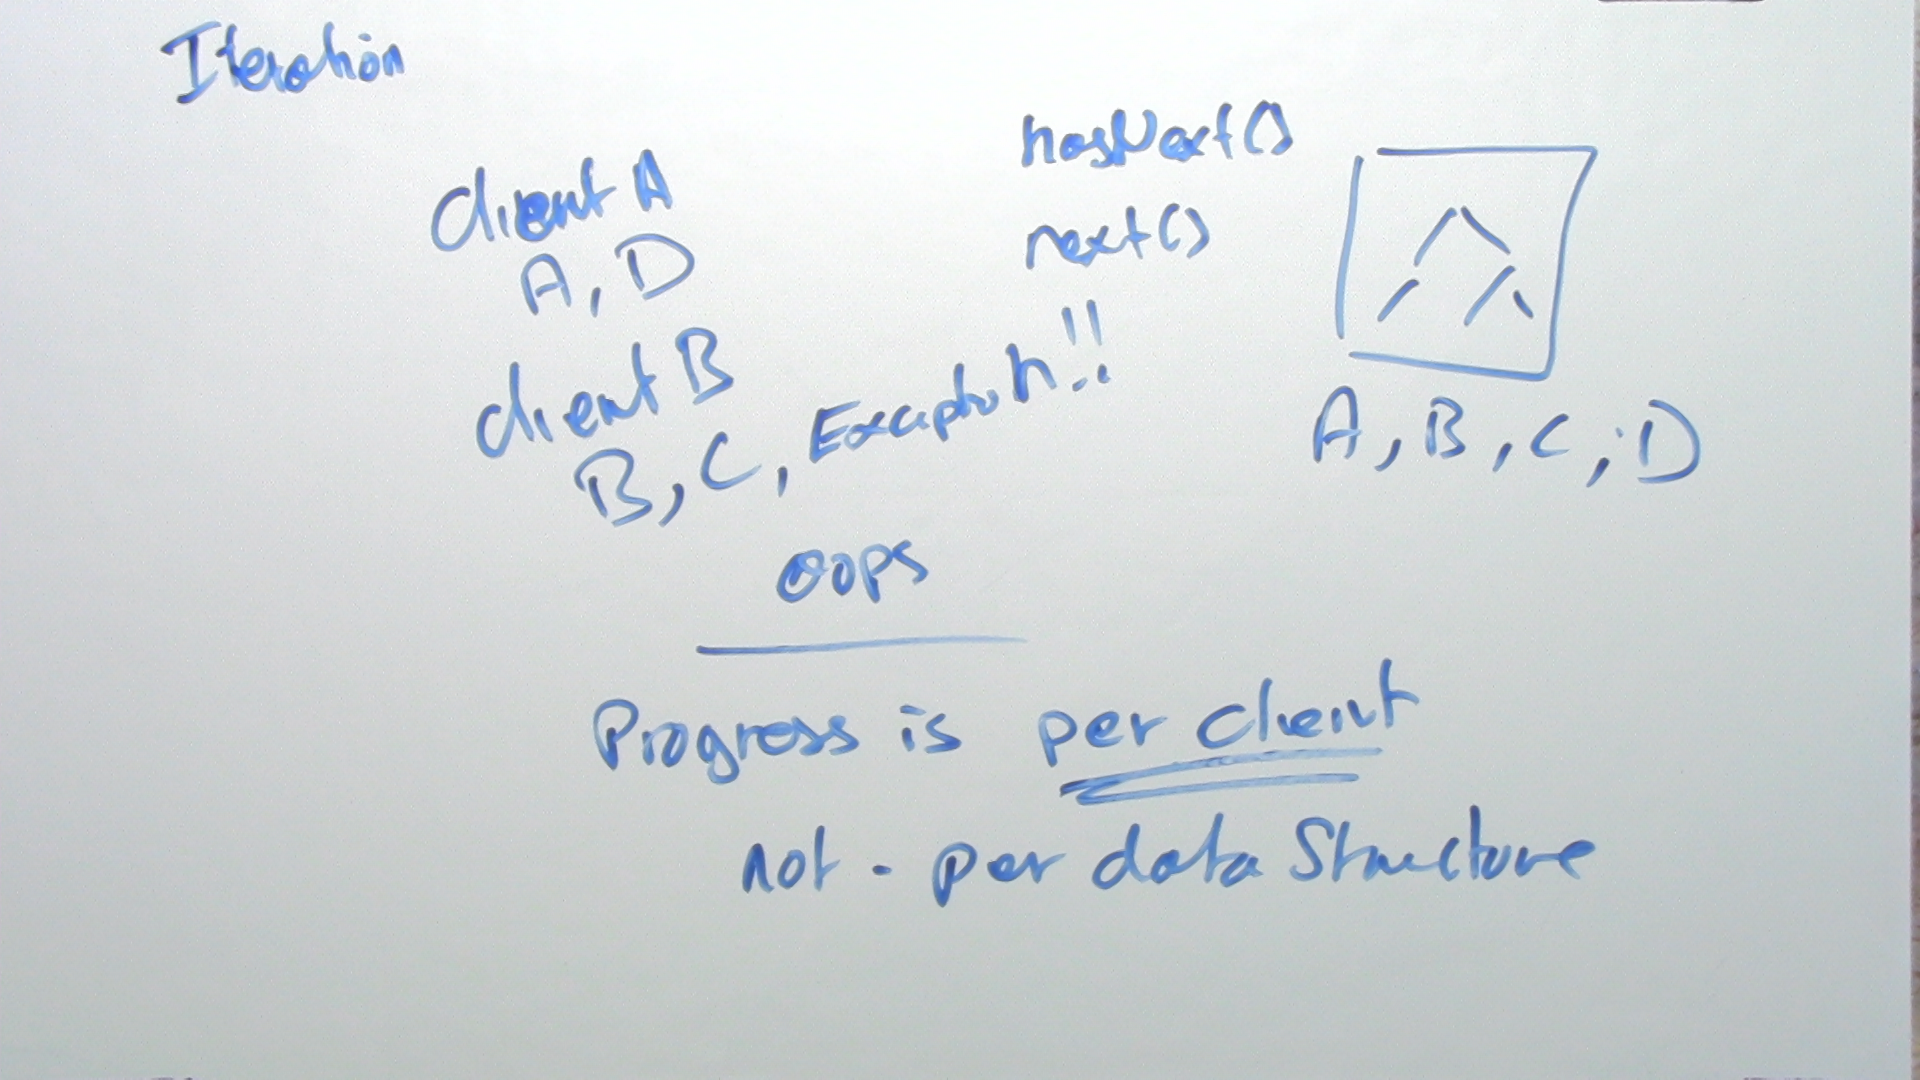 Iteration
client A
A, D
client B
B, C, Exception!!
oops
hasNext()
next()
A, B, C, D
Progress is per client
not - per data structure